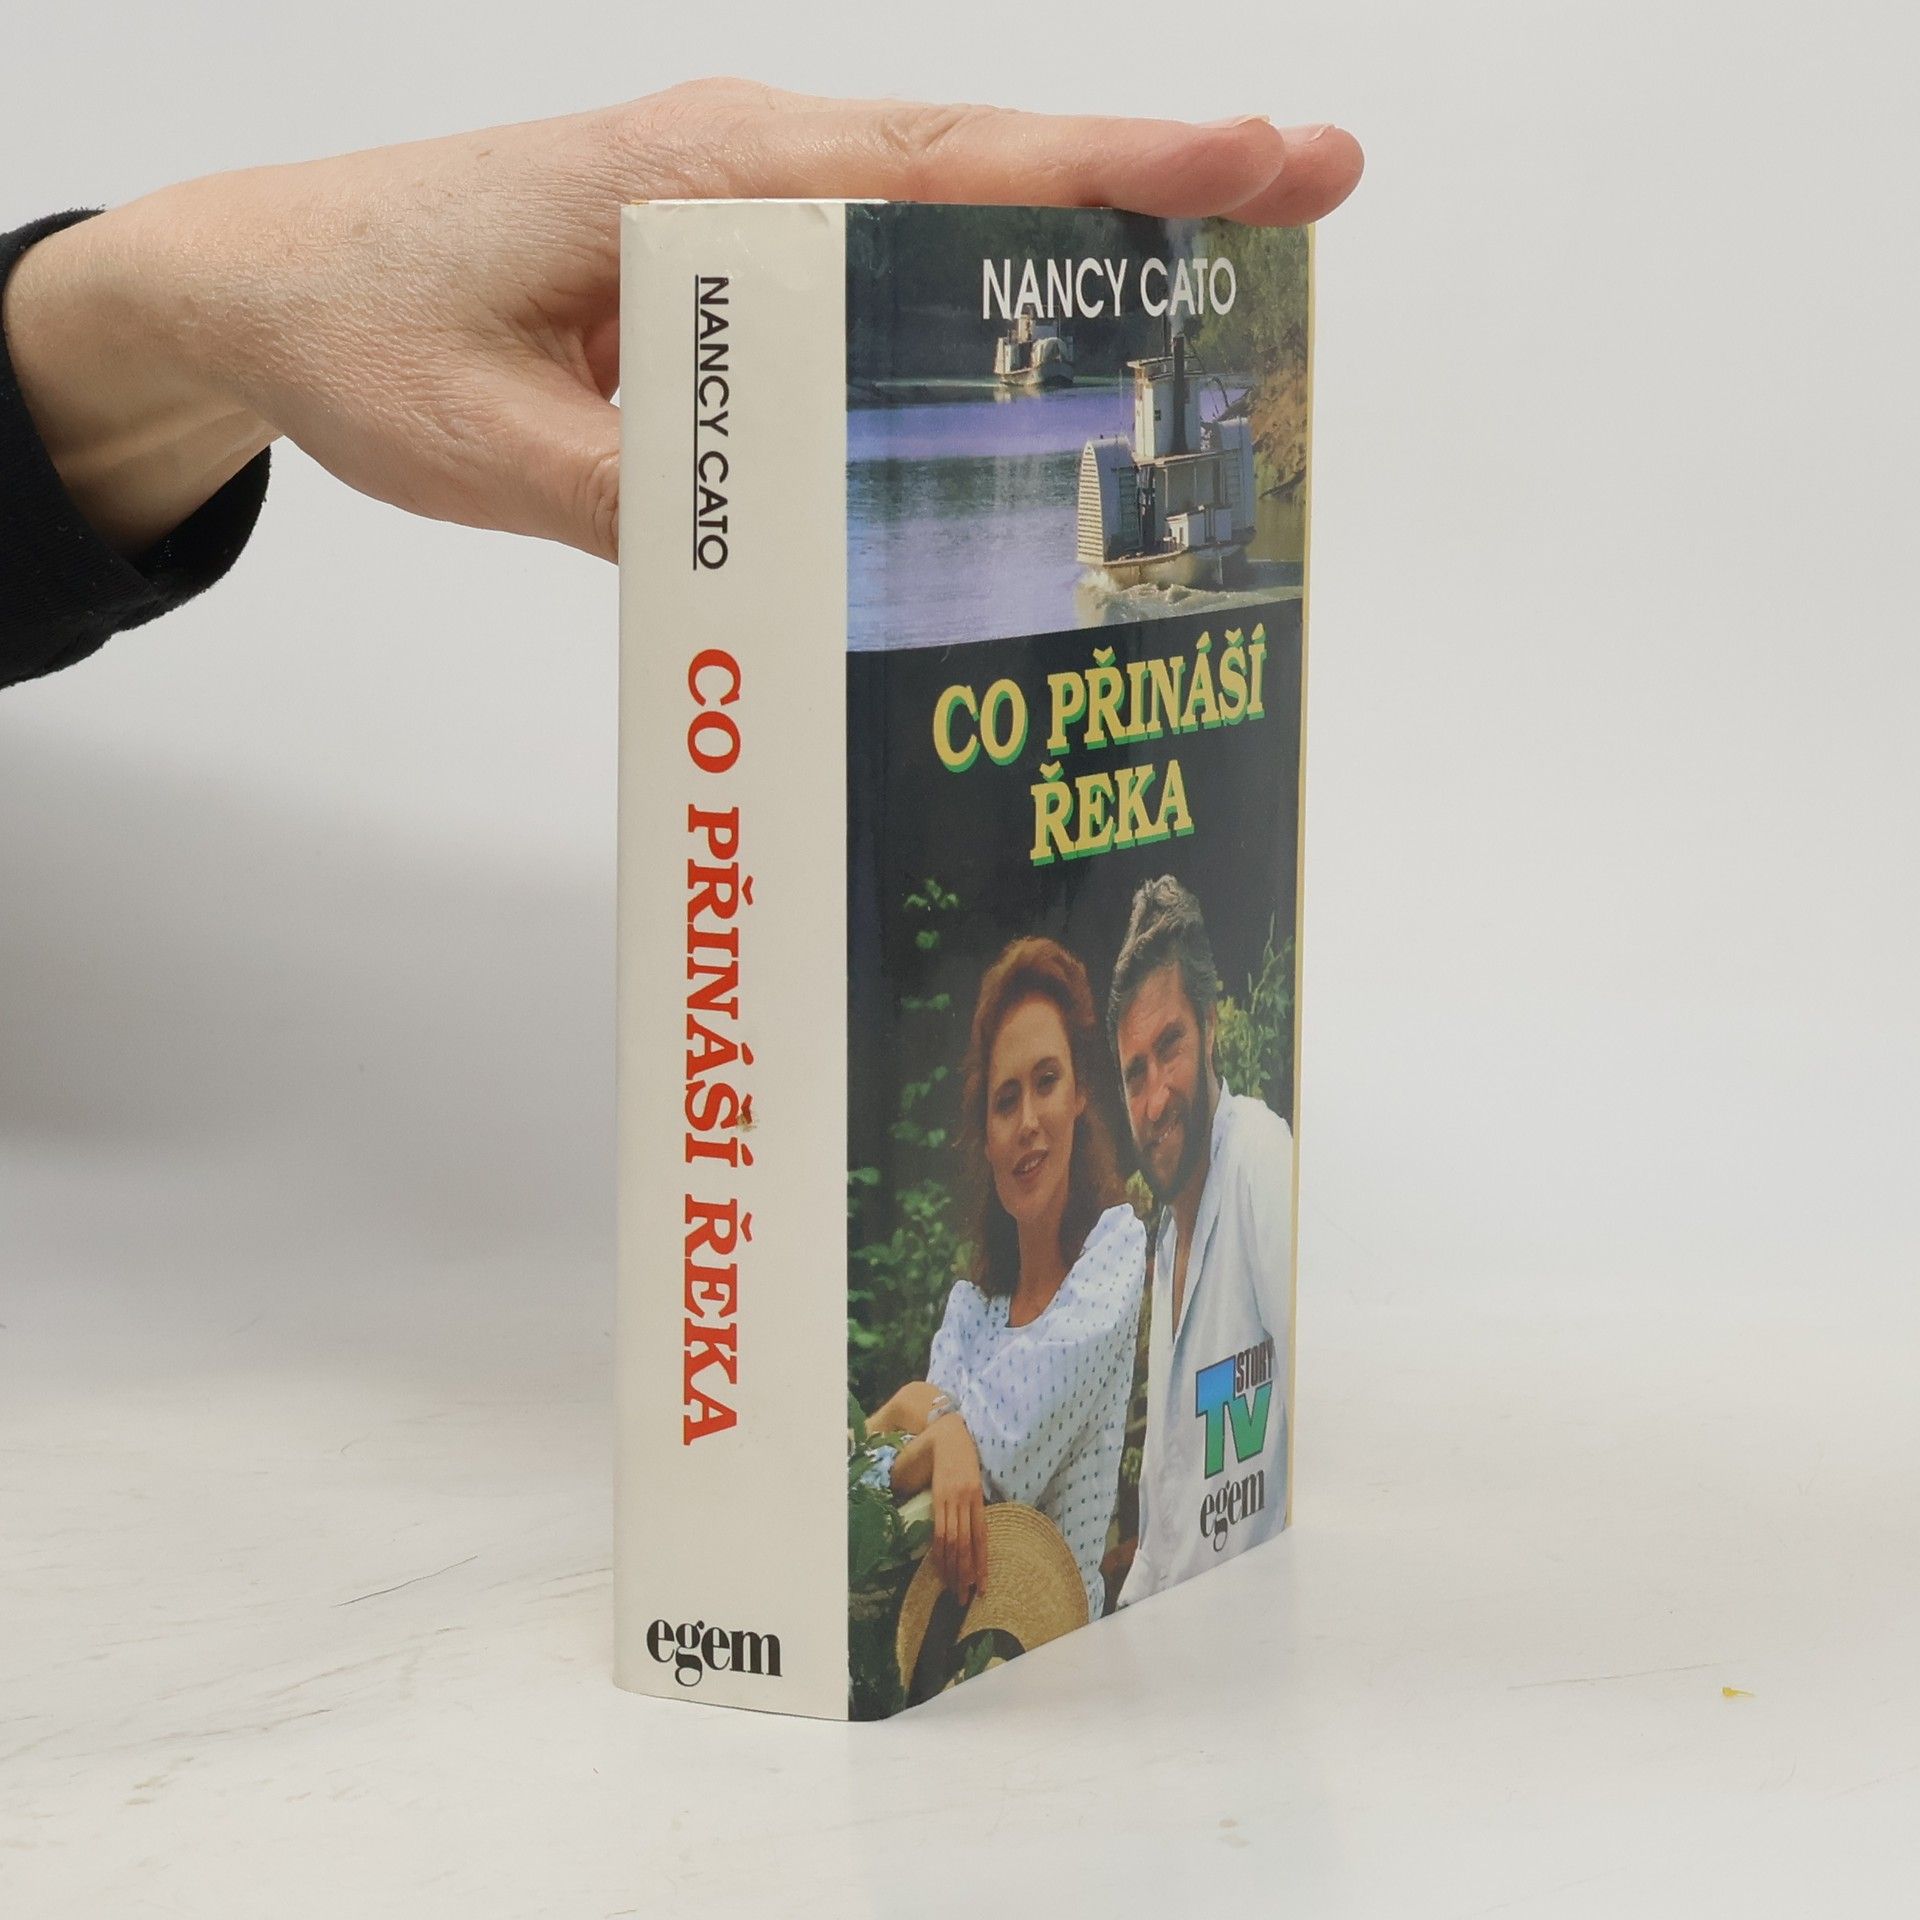 NANCY CATO
CO PŘINÁŠÍ ŘEKA
egem
NANCY CATO
CO PŘINÁŠÍ
ŘEKA
STORY
TV
egem